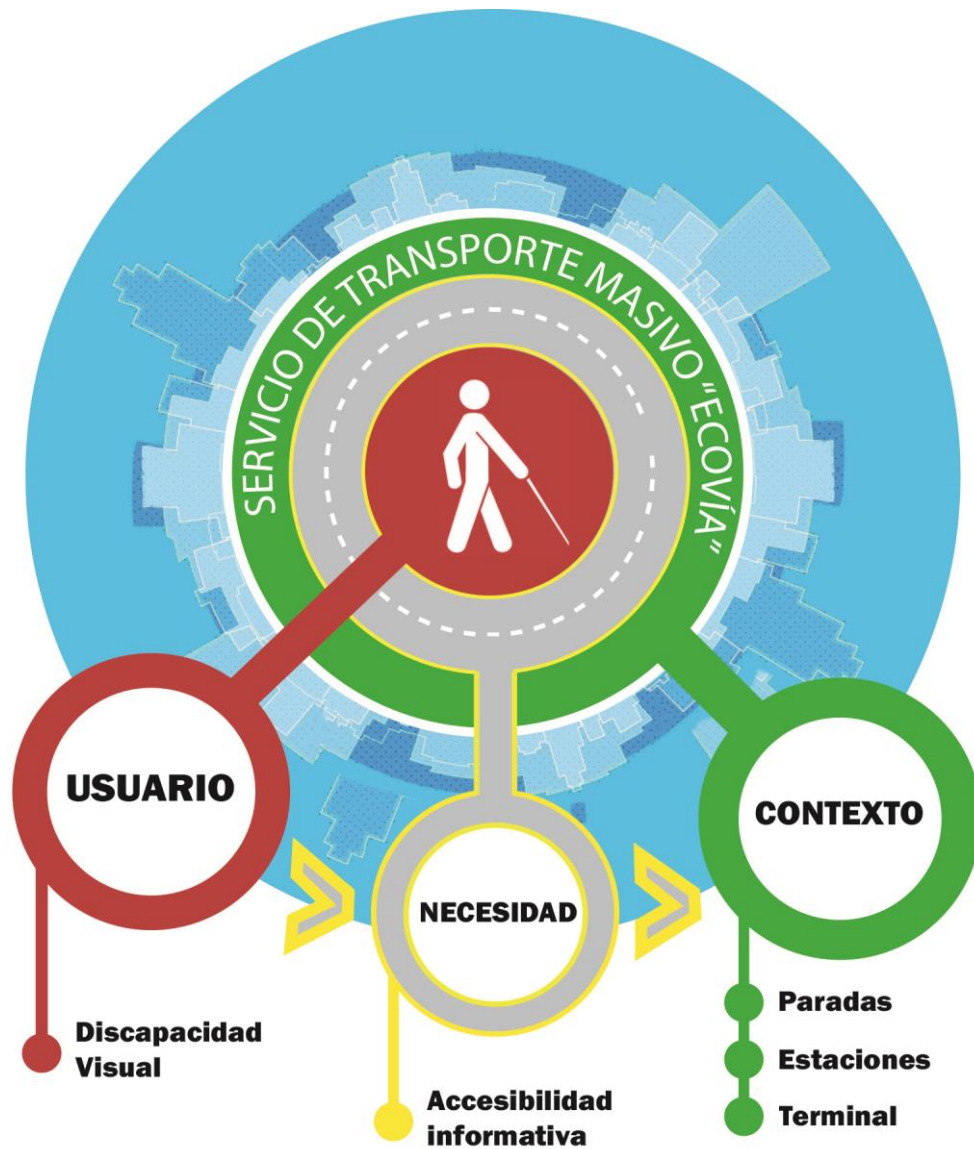 SERVICIO DE TRANSPORTE MASIVO "ECOVÍA"
USUARIO
Discapacidad
Visual
NECESIDAD
Accesibilidad
informativa
CONTEXTO
Paradas
Estaciones
Terminal